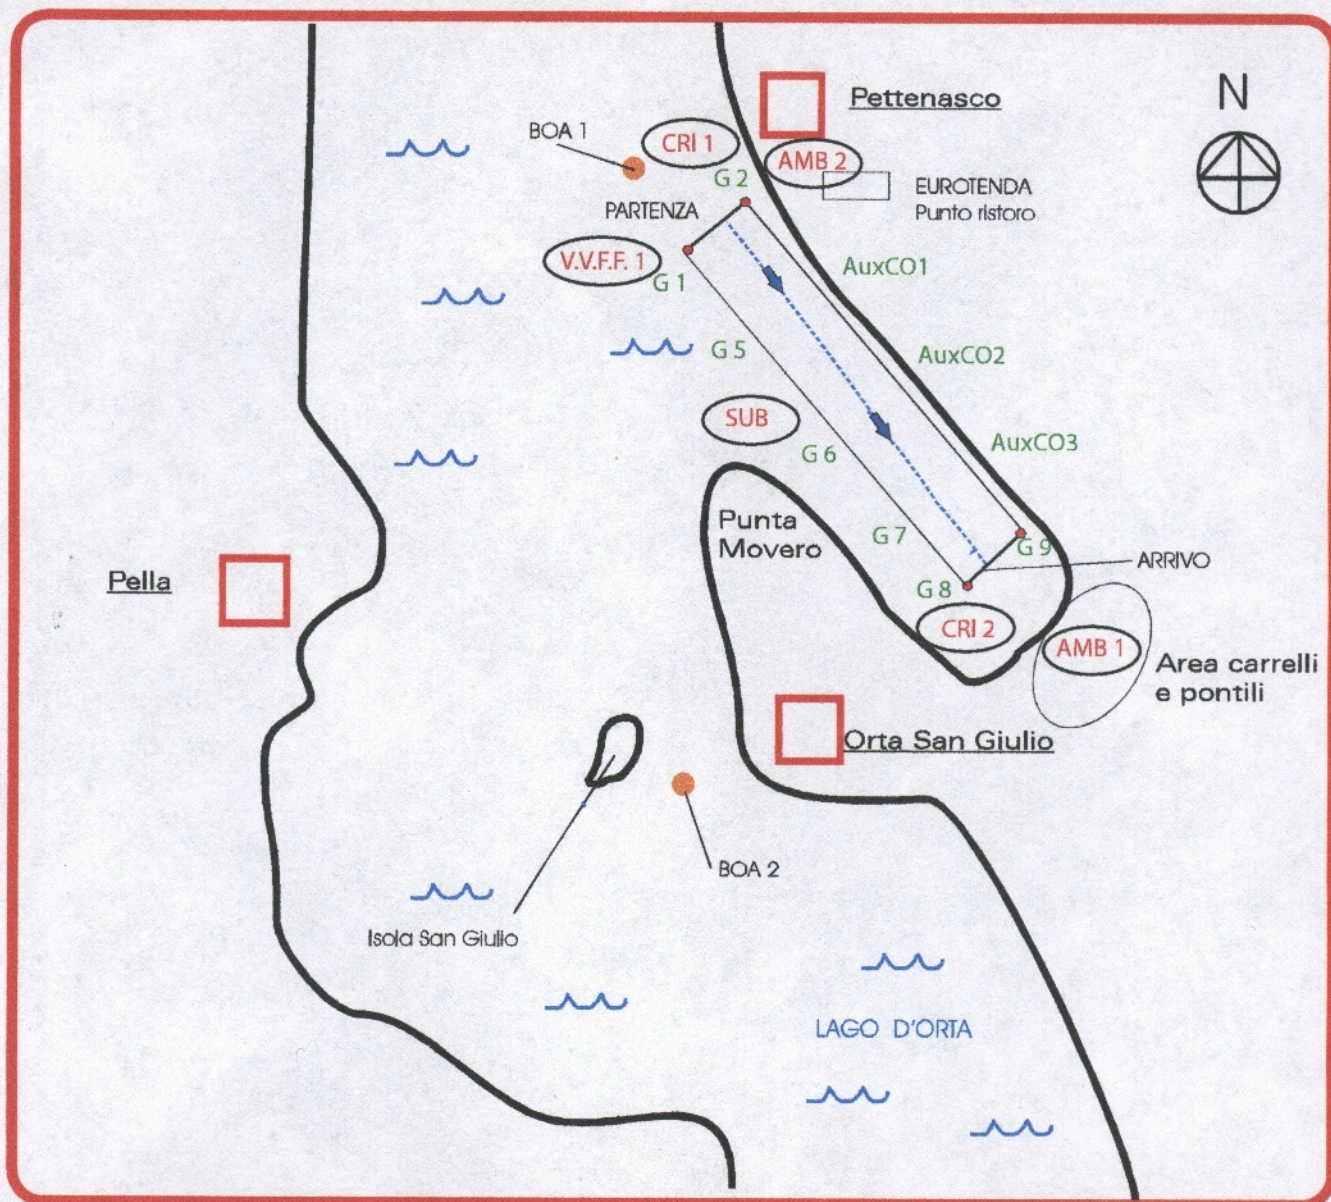 N
Pettenasco
BOA 1
CRI 1
AMB 2
G 2
EUROTENDA
Punto ristoro
PARTENZA
V.V.F.F. 1
G 1
AuxCO1
G 5
AuxCO2
SUB
G 6
AuxCO3
Punta
Movero
G 7
G 9
ARRIVO
Pella
G 8
CRI 2
AMB 1
Area carrelli
e pontili
Orta San Giulio
BOA 2
Isola San Giulio
LAGO D'ORTA